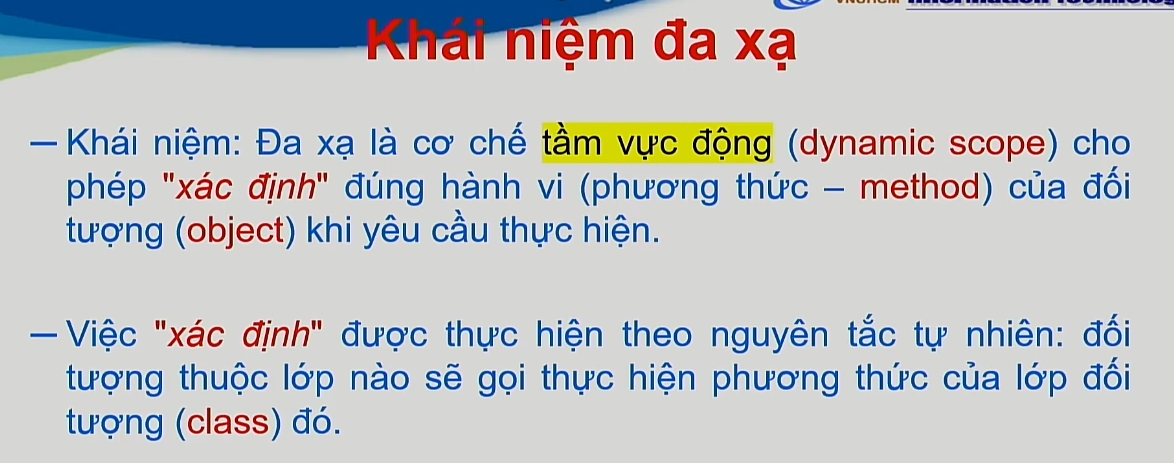 Khái niệm đa xạ
– Khái niệm: Đa xạ là cơ chế tầm vực động (dynamic scope) cho
phép "xác định" đúng hành vi (phương thức – method) của đối
tượng (object) khi yêu cầu thực hiện.
– Việc "xác định" được thực hiện theo nguyên tắc tự nhiên: đối
tượng thuộc lớp nào sẽ gọi thực hiện phương thức của lớp đối
tượng (class) đó.